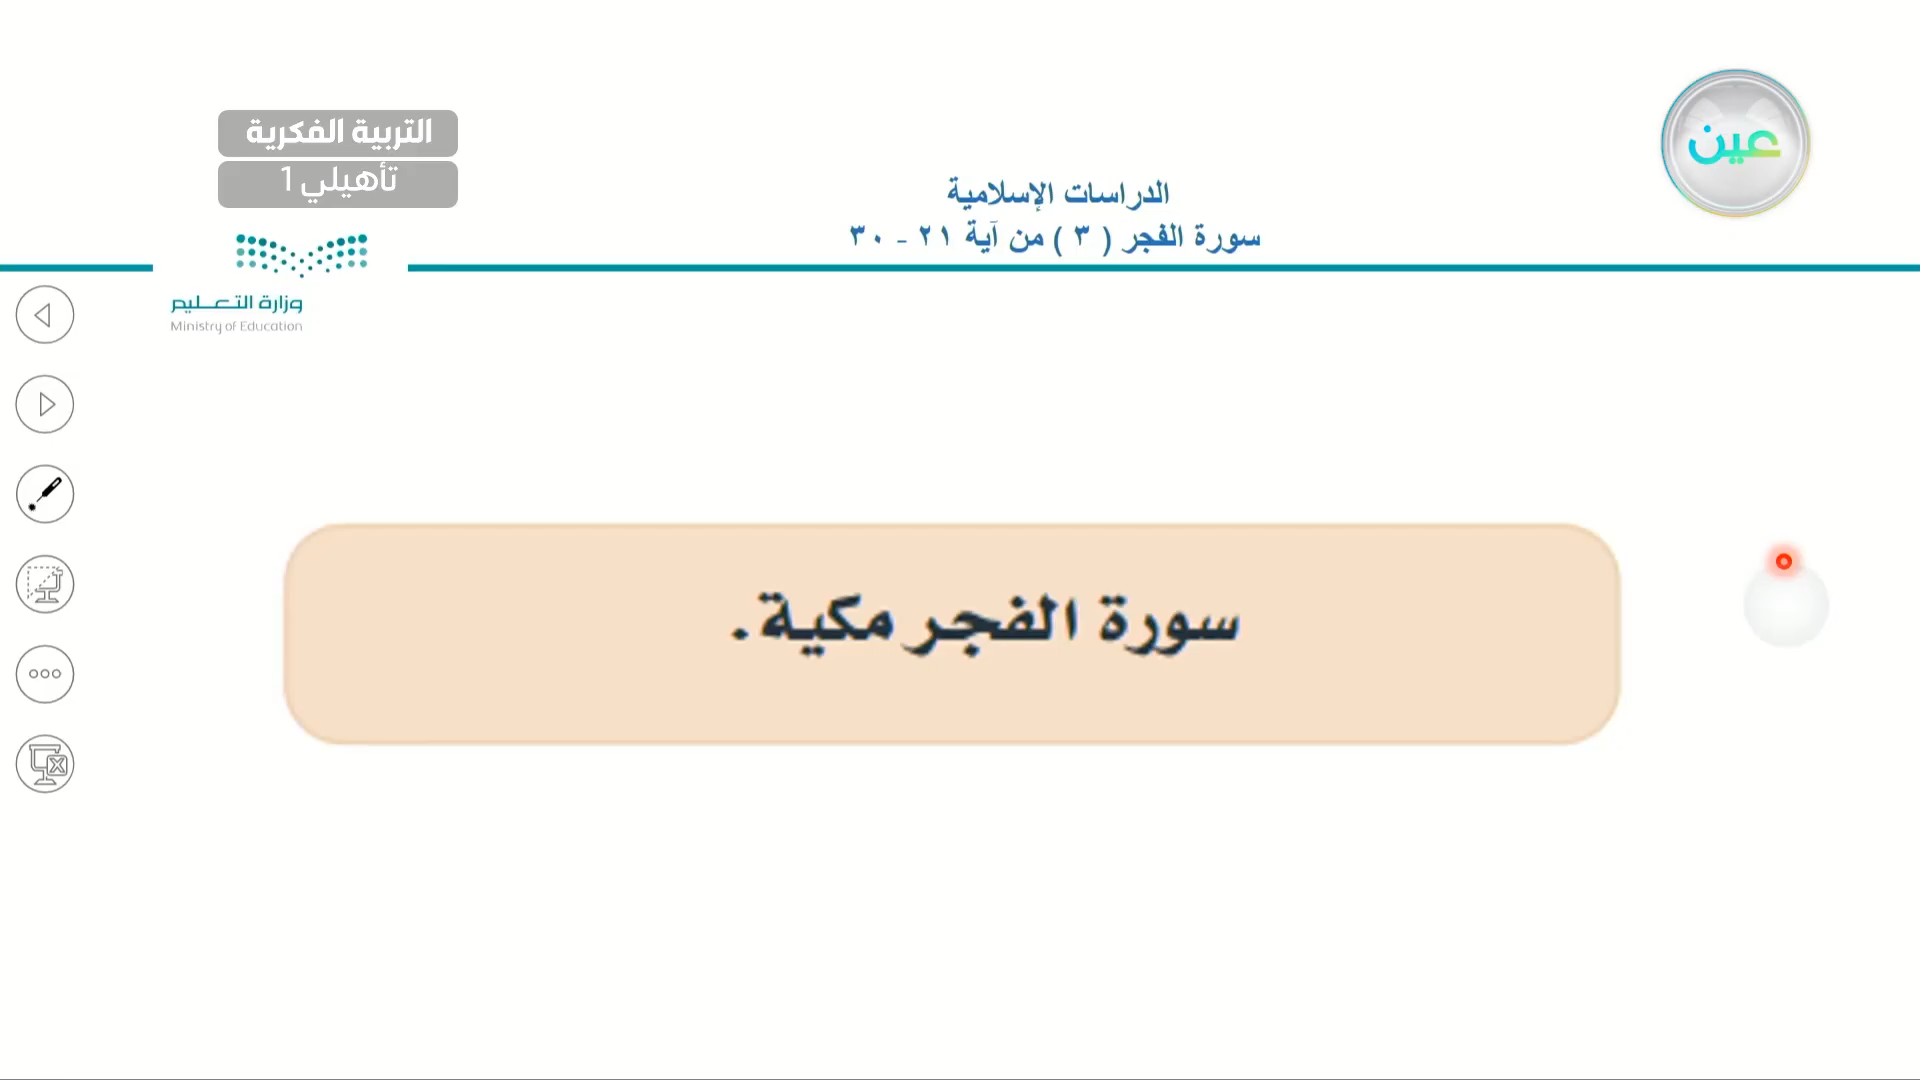 عين
التربية الفكرية
تأهيلي 1
الدراسات الإسلامية
سورة الفجر ( ٣ ) من آية ٢١ - ٣٠
وزارة التعليم
Ministry of Education
سورة الفجر مكية .